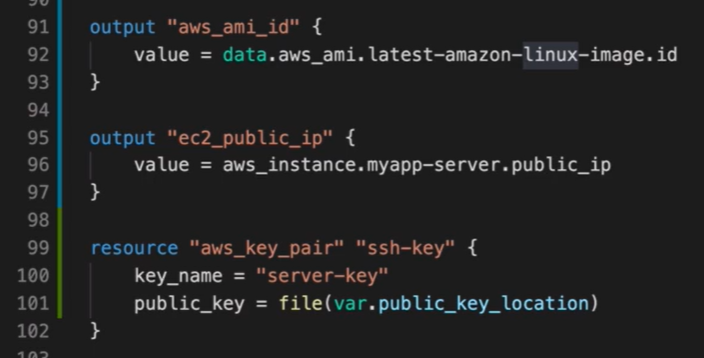 91 output "aws_ami_id" {
92 value = data.aws_ami.latest-amazon-linux-image.id
93 }
94
95 output "ec2_public_ip" {
96 value = aws_instance.myapp-server.public_ip
97 }
98
99 resource "aws_key_pair" "ssh-key" {
100 key_name = "server-key"
101 public_key = file(var.public_key_location)
102 }